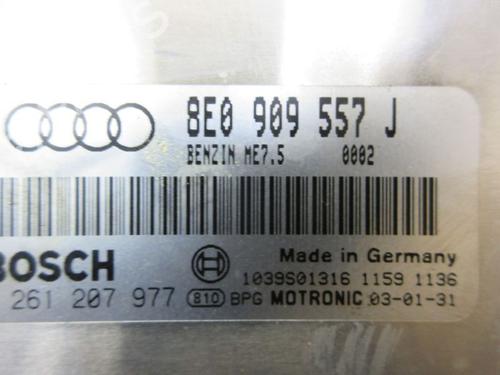 8E0 909 557 J
BENZIN ME7.5 0002
BOSCH
Made in Germany
1039S01316 1159 1136
261 207 977 810 BPG MOTRONIC 03-01-31